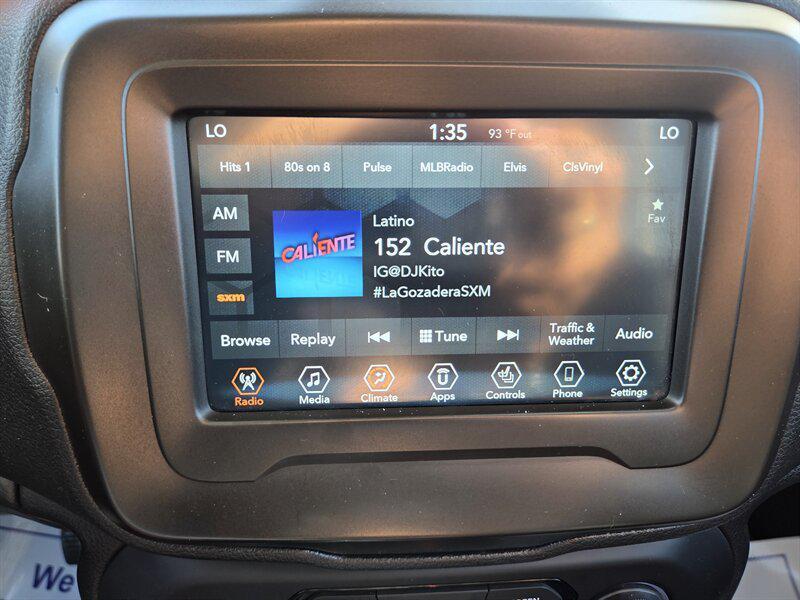 LO 1:35 93 °F out LO
Hits 1 80s on 8 Pulse MLBRadio Elvis ClsVinyl
AM
FM
sxm
CALIENTE
Latino
152 Caliente
IG@DJKito
#LaGozaderaSXM
Fav
Browse Replay Tune Traffic & Weather Audio
Radio Media Climate Apps Controls Phone Settings
We